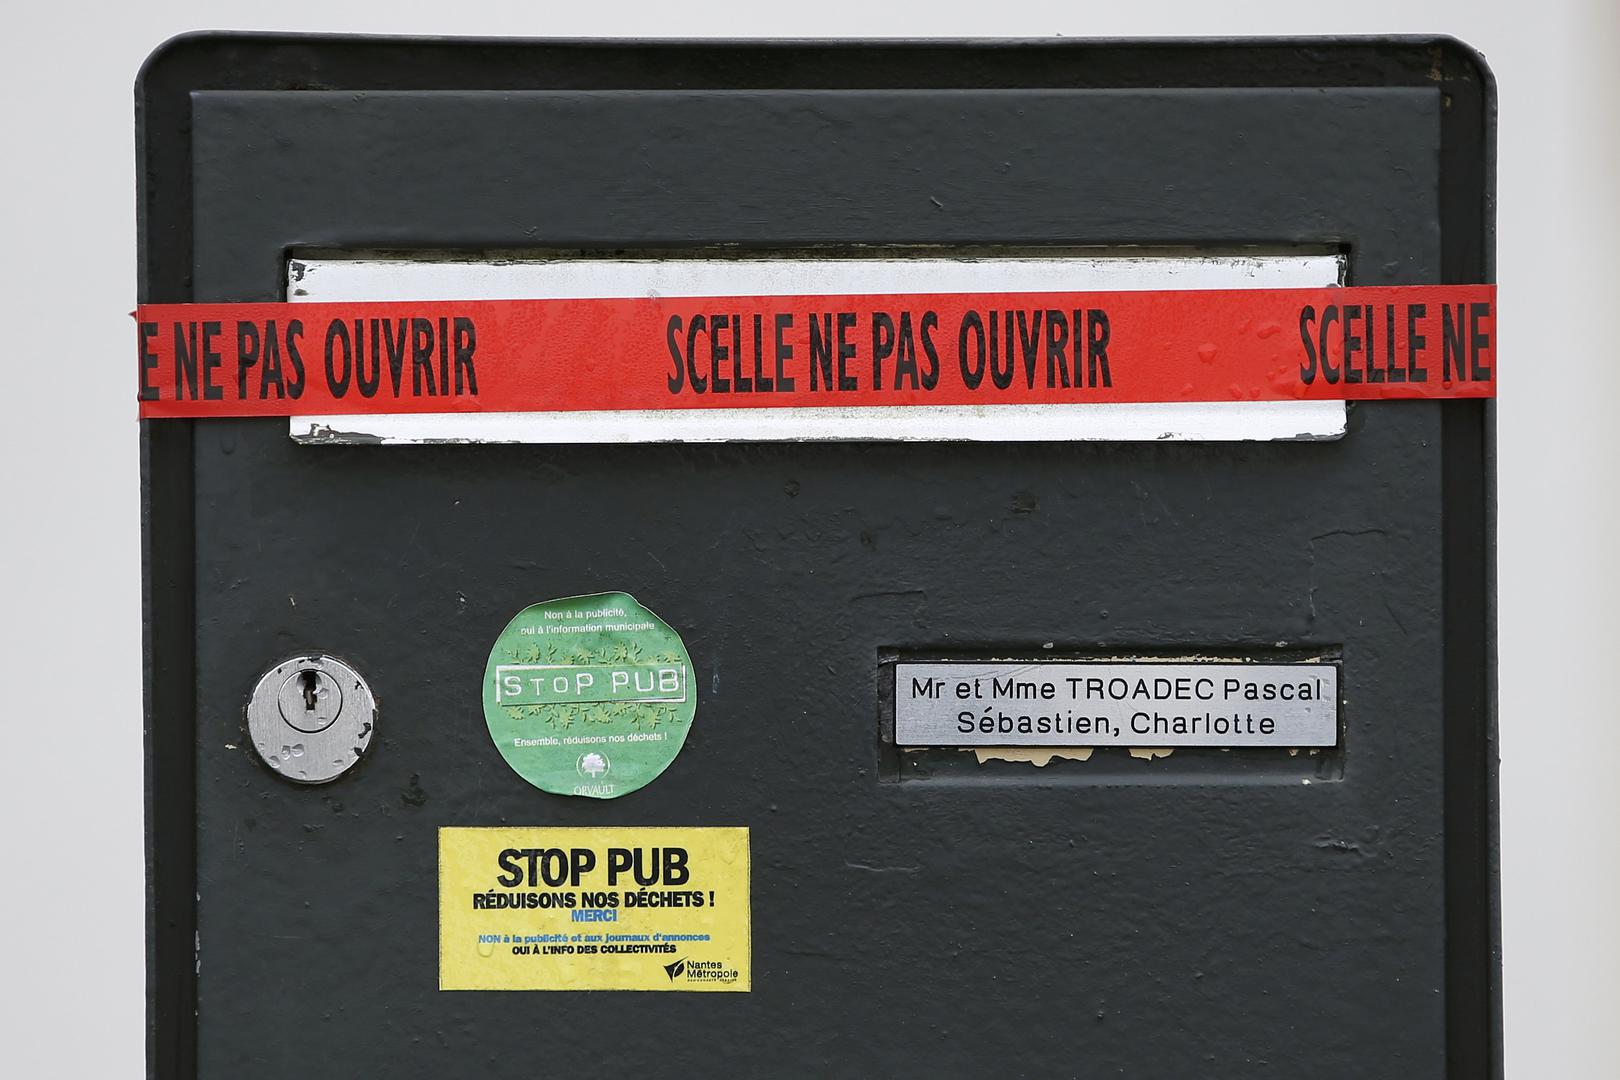 E NE PAS OUVRIR SCELLE NE PAS OUVRIR SCELLE NE
Non à la publicité,
oui à l'information municipale
STOP PUB
Ensemble, réduisons nos déchets !
ORVAULT
Mr et Mme TROADEC Pascal
Sébastien, Charlotte
STOP PUB
RÉDUISONS NOS DÉCHETS !
MERCI
NON à la publicité et aux journaux d'annonces
OUI À L'INFO DES COLLECTIVITÉS
Nantes
Métropole